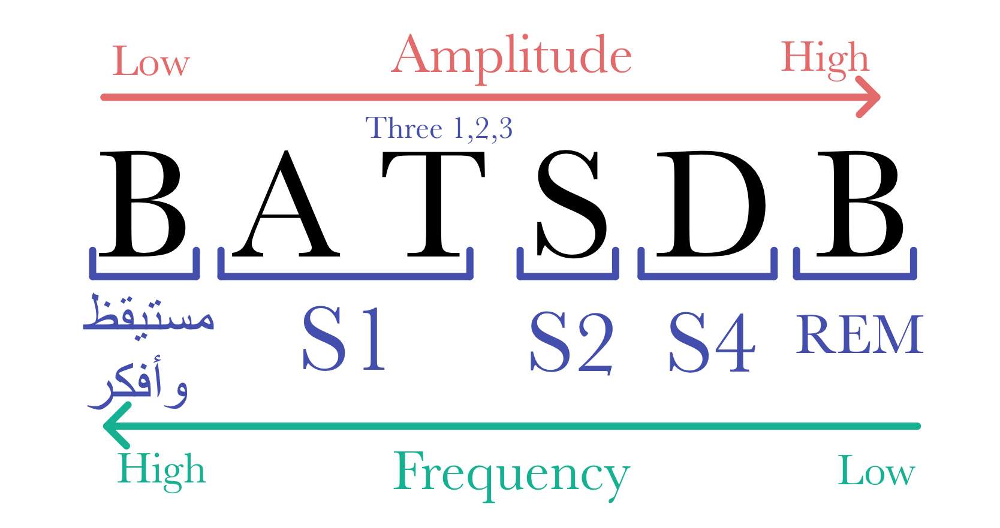 Low Amplitude High
Three 1,2,3
B A T S D B
مستيقظ S1 S2 S4 REM
وأفكر
High Frequency Low